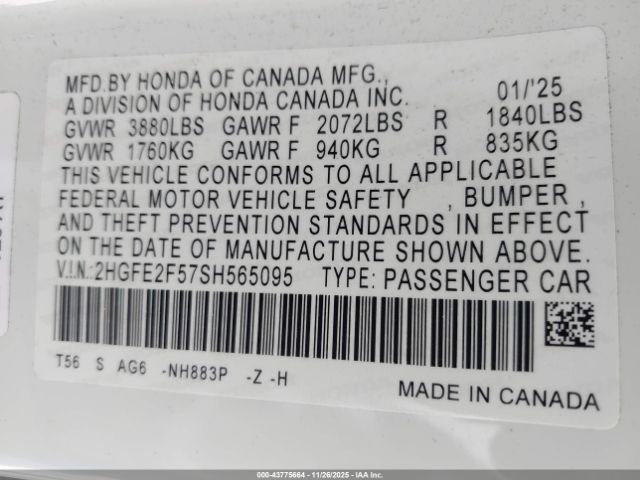 MFD.BY HONDA OF CANADA MFG.,
A DIVISION OF HONDA CANADA INC. 01/'25
GVWR 3880LBS GAWR F 2072LBS R 1840LBS
GVWR 1760KG GAWR F 940KG R 835KG
THIS VEHICLE CONFORMS TO ALL APPLICABLE
FEDERAL MOTOR VEHICLE SAFETY , BUMPER ,
AND THEFT PREVENTION STANDARDS IN EFFECT
ON THE DATE OF MANUFACTURE SHOWN ABOVE.
V.I.N.:2HGFE2F57SH565095 TYPE: PASSENGER CAR
T56 S AG6 -NH883P -Z -H
MADE IN CANADA
000-43775664 | 11/26/2025 | IAA Inc.